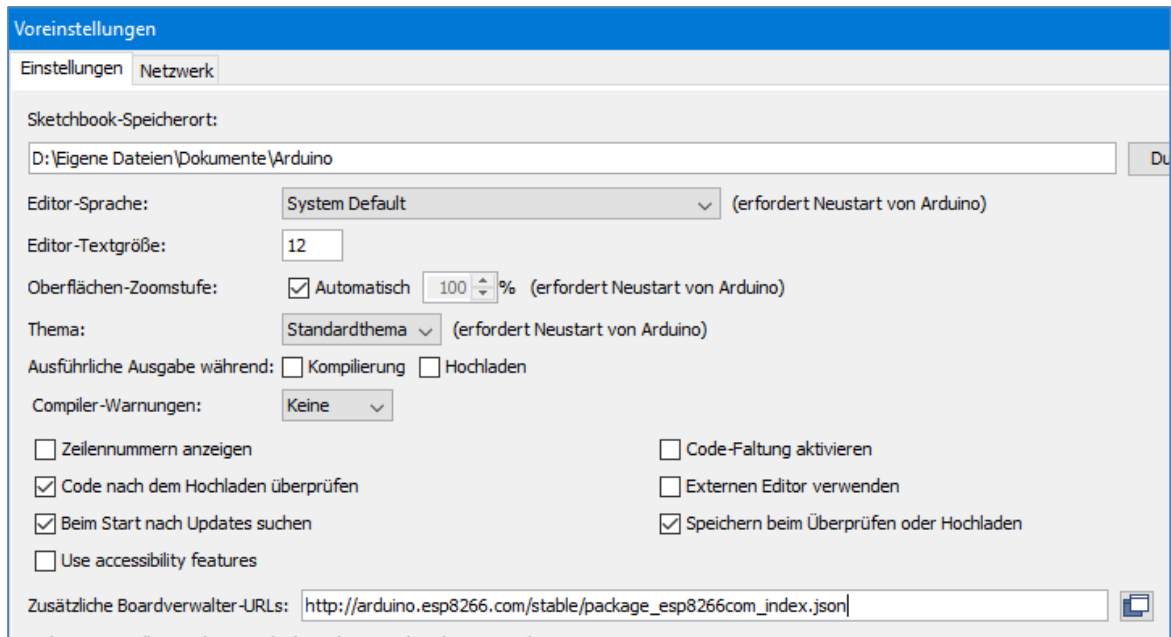 Voreinstellungen
Einstellungen Netzwerk
Sketchbook-Speicherort:
D:\Eigene Dateien\Dokumente\Arduino Du
Editor-Sprache: System Default (erfordert Neustart von Arduino)
Editor-Textgröße: 12
Oberflächen-Zoomstufe: Automatisch 100 % (erfordert Neustart von Arduino)
Thema: Standardthema (erfordert Neustart von Arduino)
Ausführliche Ausgabe während: Kompilierung Hochladen
Compiler-Warnungen: Keine
Zeilennummern anzeigen Code-Faltung aktivieren
Code nach dem Hochladen überprüfen Externen Editor verwenden
Beim Start nach Updates suchen Speichern beim Überprüfen oder Hochladen
Use accessibility features
Zusätzliche Boardverwalter-URLs: http://arduino.esp8266.com/stable/package_esp8266com_index.json